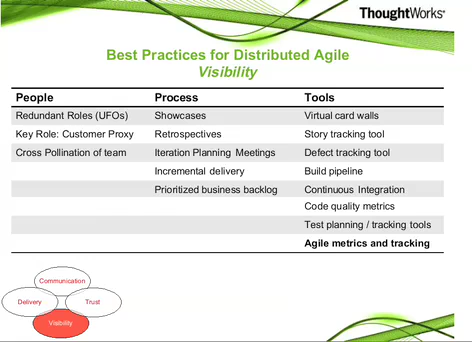 ThoughtWorks®
Best Practices for Distributed Agile
Visibility
People Process Tools
Redundant Roles (UFOs) Showcases Virtual card walls
Key Role: Customer Proxy Retrospectives Story tracking tool
Cross Pollination of team Iteration Planning Meetings Defect tracking tool
Incremental delivery Build pipeline
Prioritized business backlog Continuous Integration
Code quality metrics
Test planning / tracking tools
Agile metrics and tracking
Communication
Delivery Trust
Visibility